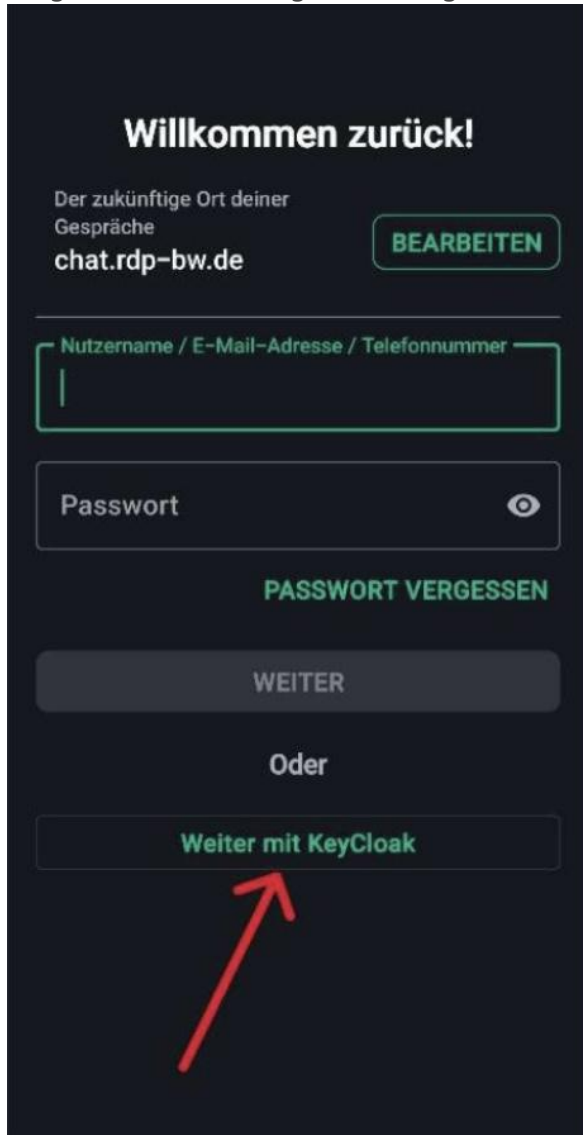 Willkommen zurück!
Der zukünftige Ort deiner
Gespräche
chat.rdp-bw.de
BEARBEITEN
Nutzername / E-Mail-Adresse / Telefonnummer
Passwort
PASSWORT VERGESSEN
WEITER
Oder
Weiter mit KeyCloak